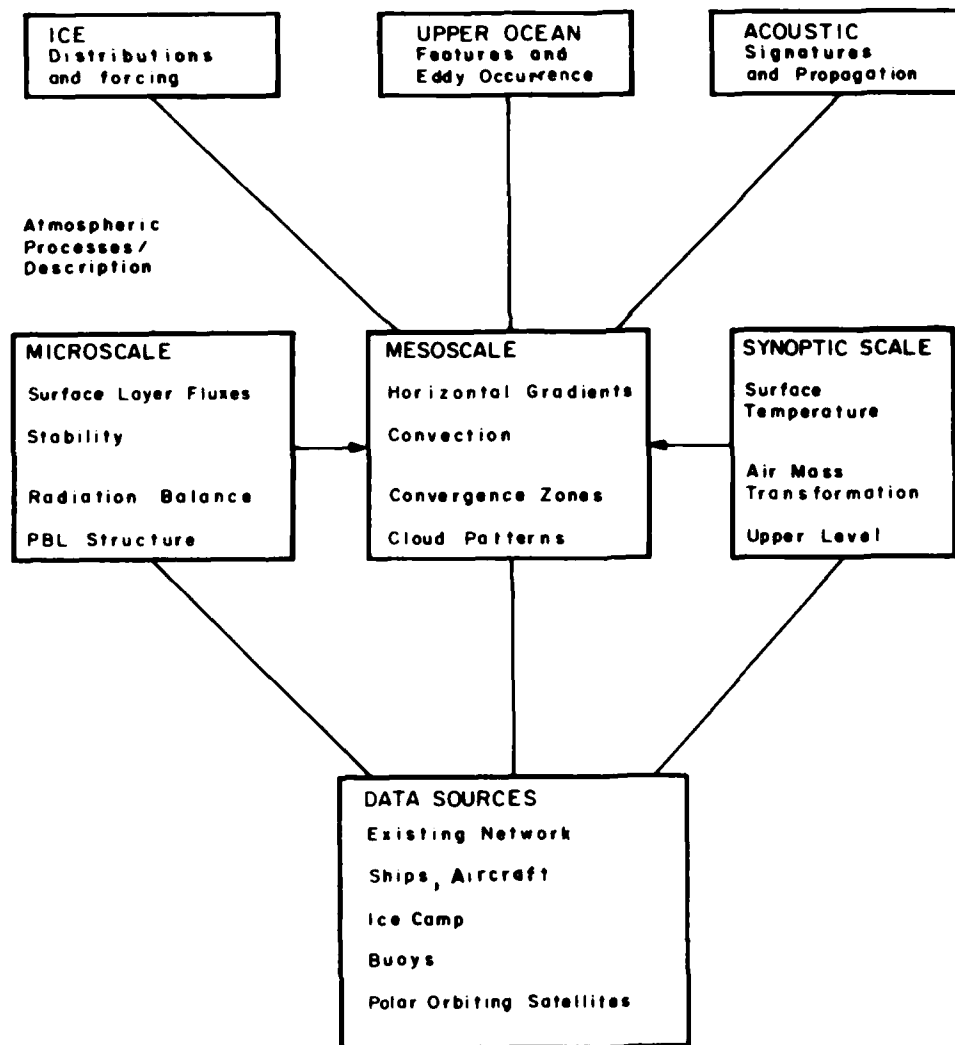 ICE
Distributions
and forcing
UPPER OCEAN
Features and
Eddy Occurrence
ACOUSTIC
Signatures
and Propagation
Atmospheric
Processes/
Description
MICROSCALE
Surface Layer Fluxes
Stability
Radiation Balance
PBL Structure
MESOSCALE
Horizontal Gradients
Convection
Convergence Zones
Cloud Patterns
SYNOPTIC SCALE
Surface
Temperature
Air Mass
Transformation
Upper Level
DATA SOURCES
Existing Network
Ships, Aircraft
Ice Camp
Buoys
Polar Orbiting Satellites